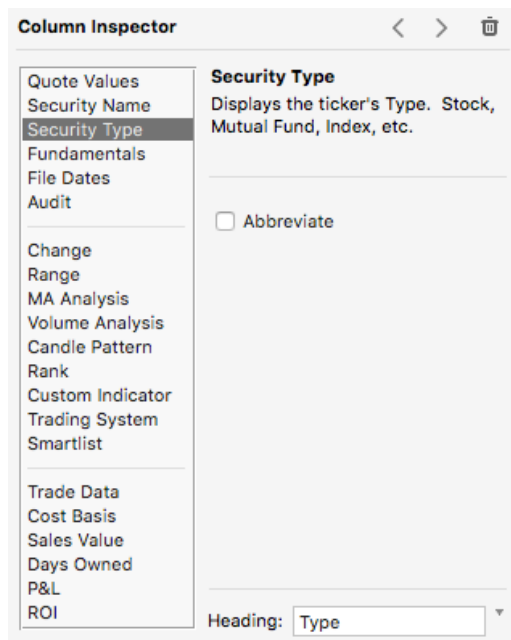 Column Inspector
Quote Values
Security Name
Security Type
Fundamentals
File Dates
Audit
Change
Range
MA Analysis
Volume Analysis
Candle Pattern
Rank
Custom Indicator
Trading System
Smartlist
Trade Data
Cost Basis
Sales Value
Days Owned
P&L
ROI
Security Type
Displays the ticker's Type.  Stock,
Mutual Fund, Index, etc.
Abbreviate
Heading: Type